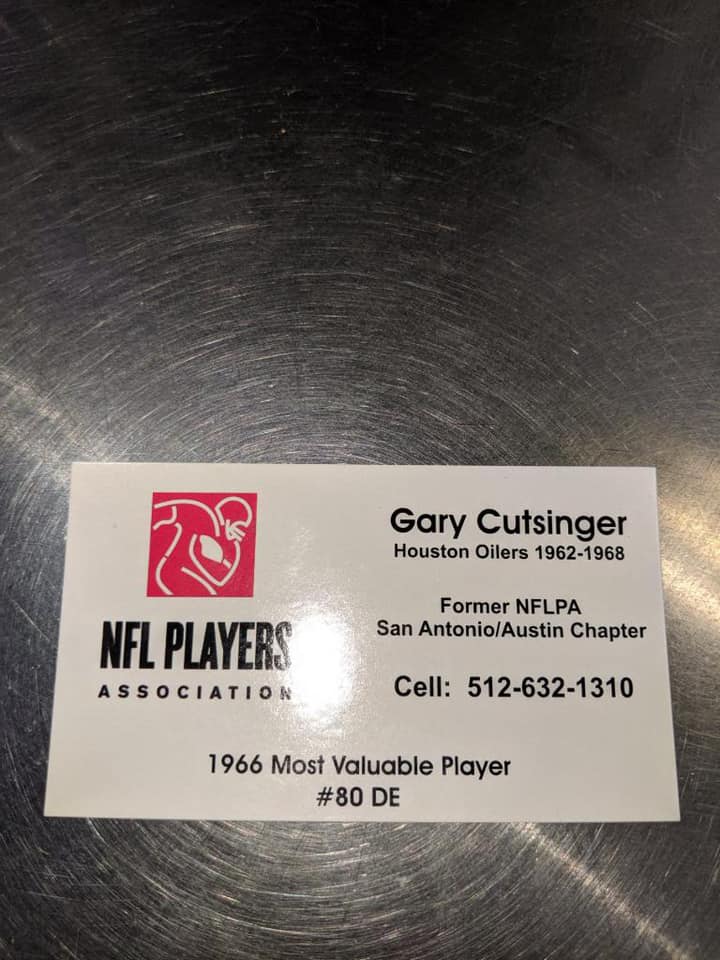 NFL PLAYERS
ASSOCIATION
Gary Cutsinger
Houston Oilers 1962-1968
Former NFLPA
San Antonio/Austin Chapter
Cell: 512-632-1310
1966 Most Valuable Player
#80 DE